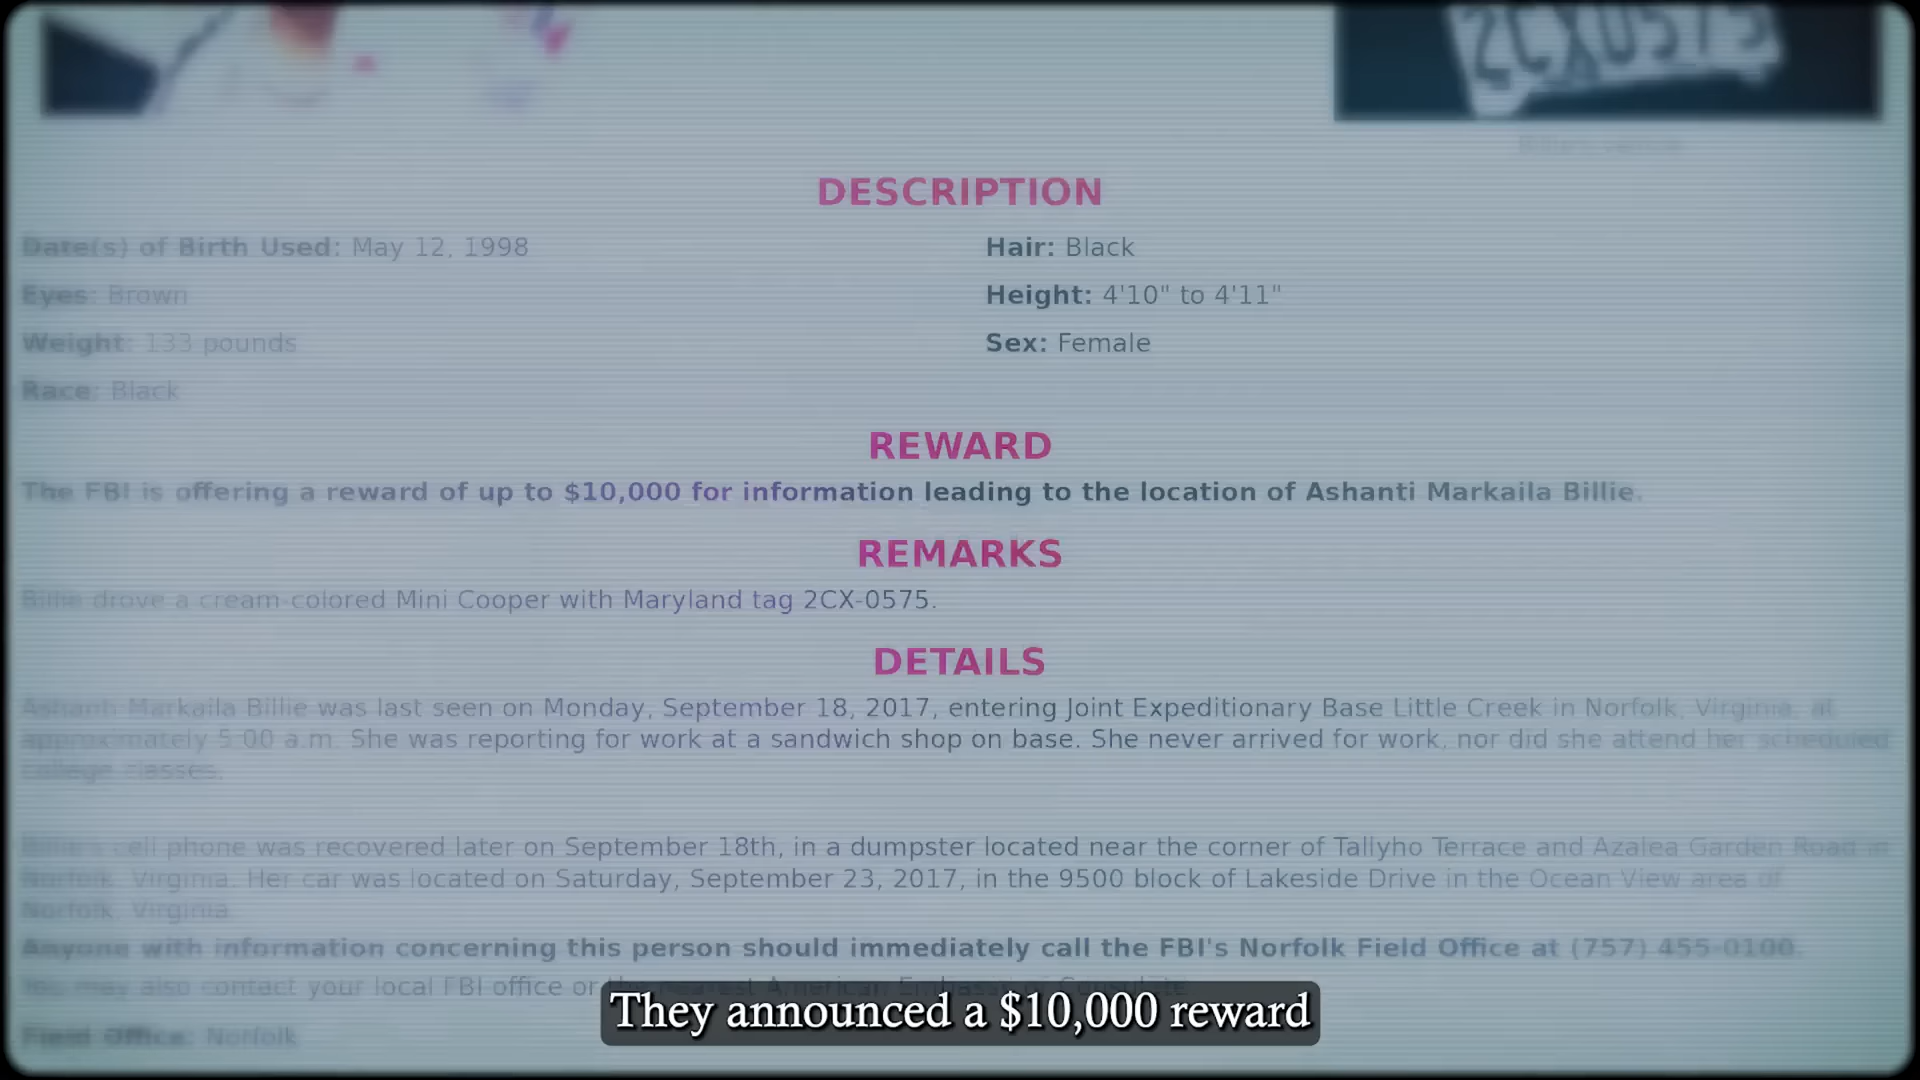 2CX0575
DESCRIPTION
Date(s) of Birth Used: May 12, 1998
Hair: Black
Eyes: Brown
Height: 4'10" to 4'11"
Weight: 133 pounds
Sex: Female
Race: Black
REWARD
The FBI is offering a reward of up to $10,000 for information leading to the location of Ashanti Markaila Billie.
REMARKS
Billie drove a cream-colored Mini Cooper with Maryland tag 2CX-0575.
DETAILS
Ashanti Markaila Billie was last seen on Monday, September 18, 2017, entering Joint Expeditionary Base Little Creek in Norfolk, Virginia, at
approximately 5:00 a.m. She was reporting for work at a sandwich shop on base. She never arrived for work, nor did she attend her scheduled
college classes.
Billie's cell phone was recovered later on September 18th, in a dumpster located near the corner of Tallyho Terrace and Azalea Garden Road in
Norfolk, Virginia. Her car was located on Saturday, September 23, 2017, in the 9500 block of Lakeside Drive in the Ocean View area of
Norfolk, Virginia.
Anyone with information concerning this person should immediately call the FBI's Norfolk Field Office at (757) 455-0100.
You may also contact your local FBI office or the nearest American Embassy or Consulate.
Field Office: Norfolk
They announced a $10,000 reward